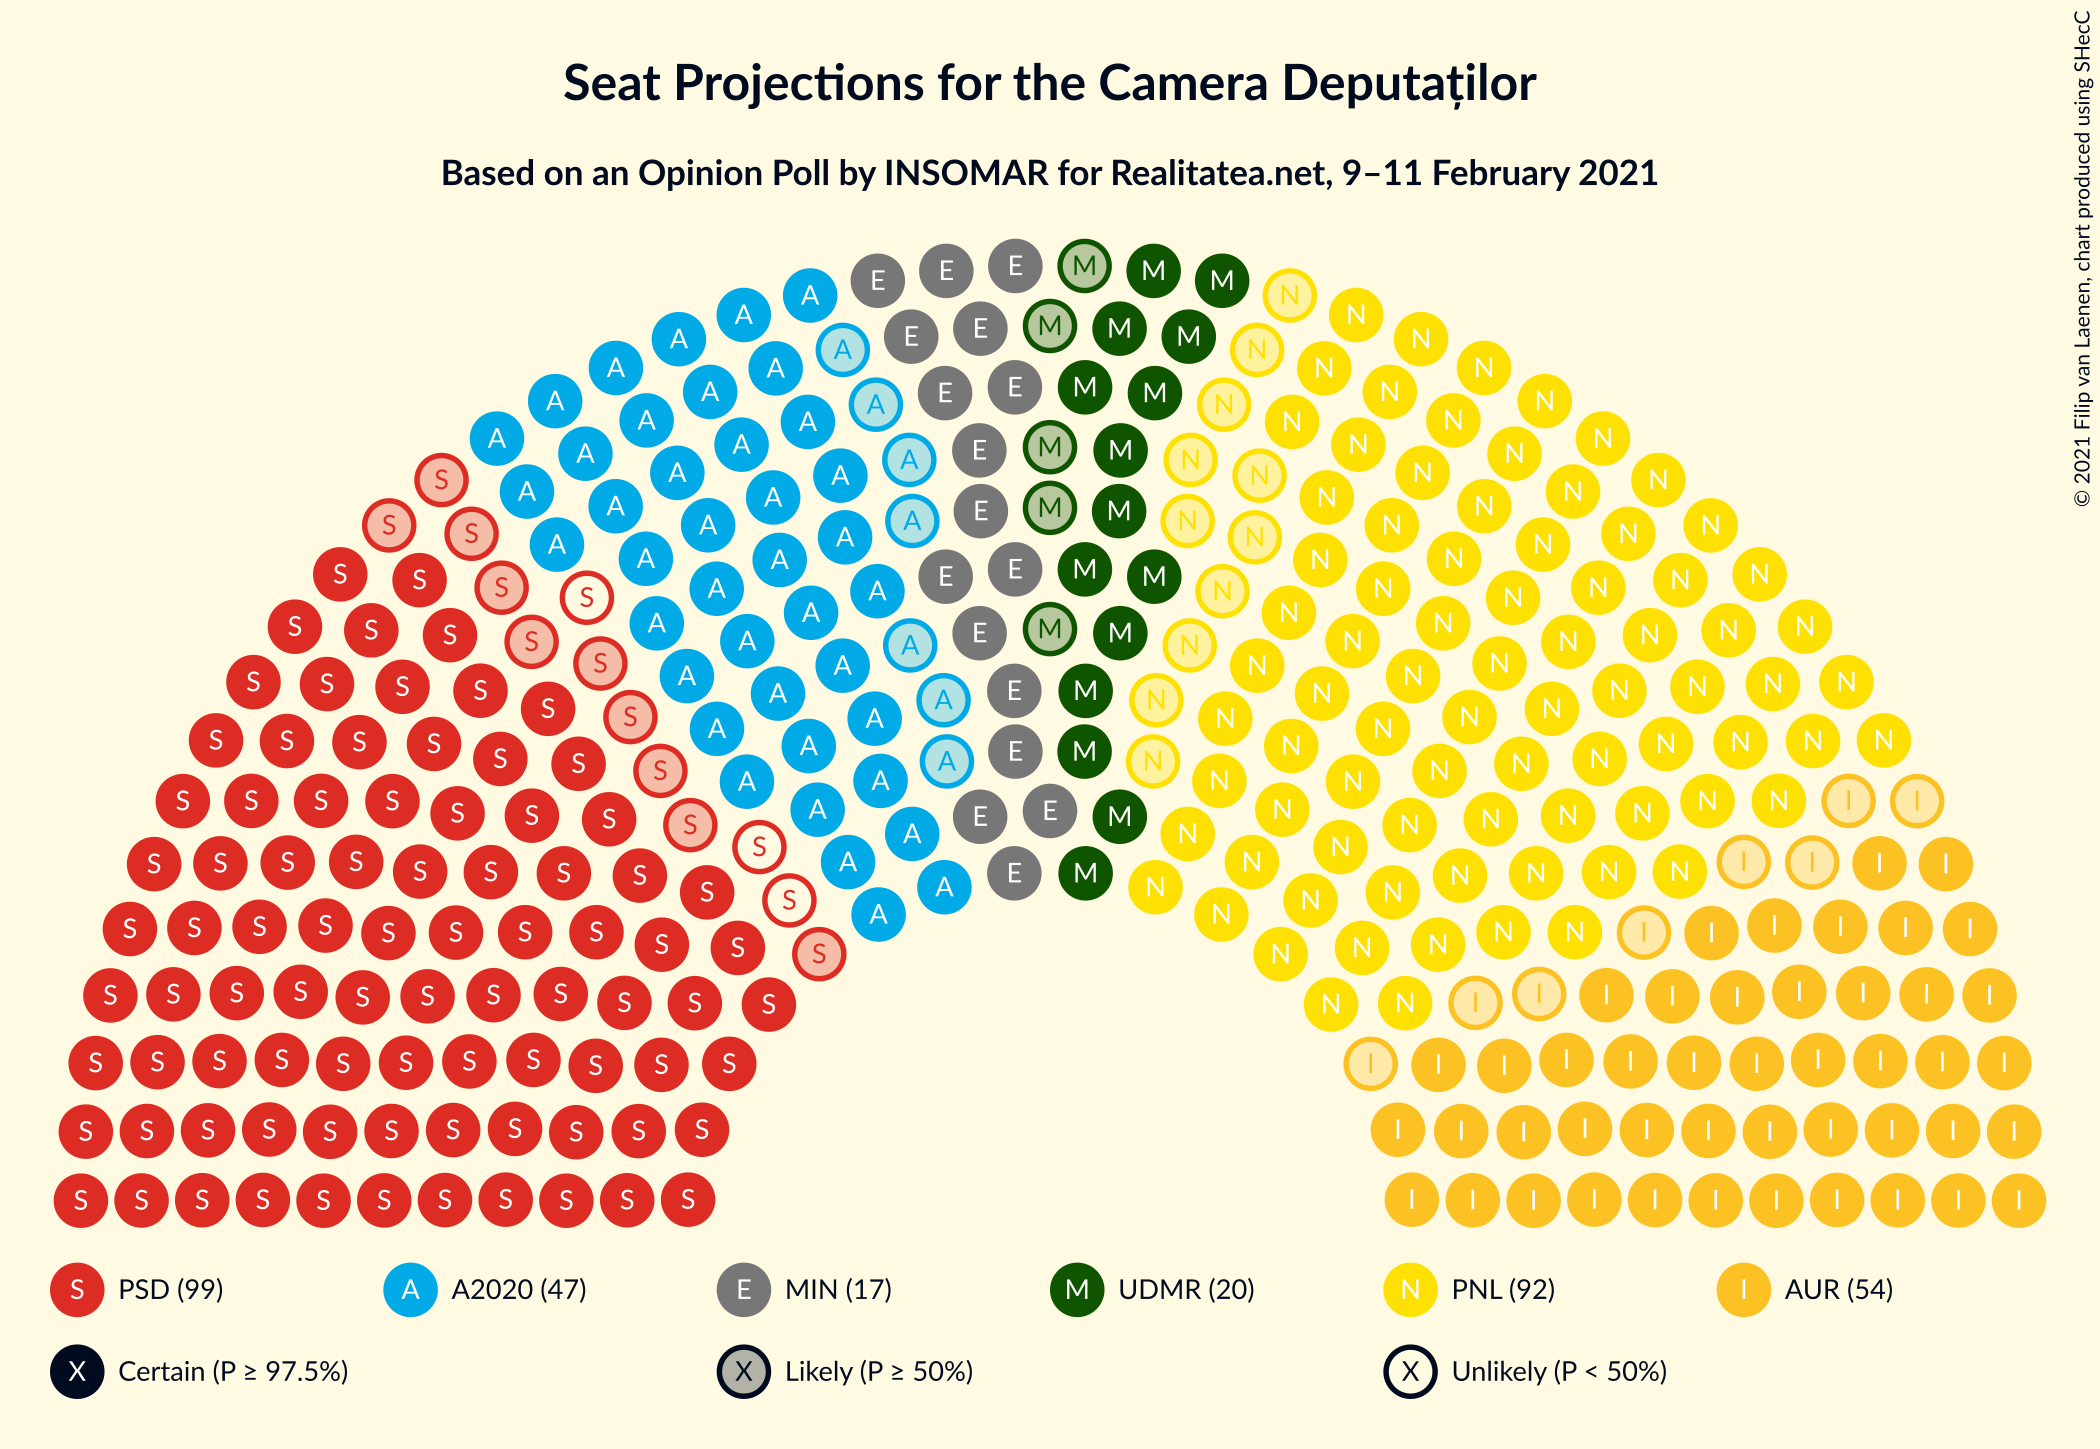 Seat Projections for the Camera Deputaților
Based on an Opinion Poll by INSOMAR for Realitatea.net, 9–11 February 2021
© 2021 Filip van Laenen, chart produced using SHecC
S PSD (99) A A2020 (47) E MIN (17) M UDMR (20) N PNL (92) I AUR (54)
X Certain (P ≥ 97.5%) X Likely (P ≥ 50%) X Unlikely (P < 50%)